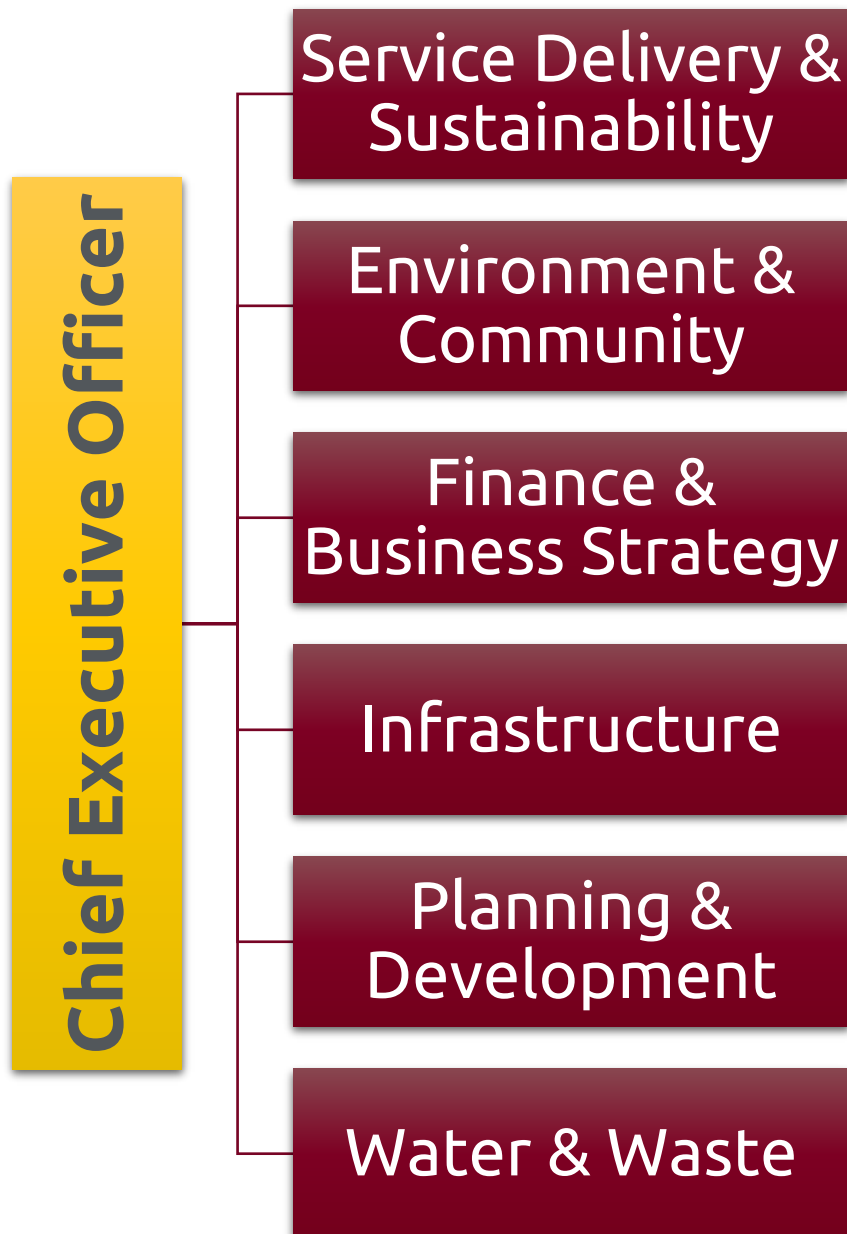 Chief Executive Officer
Service Delivery &
Sustainability
Environment &
Community
Finance &
Business Strategy
Infrastructure
Planning &
Development
Water & Waste